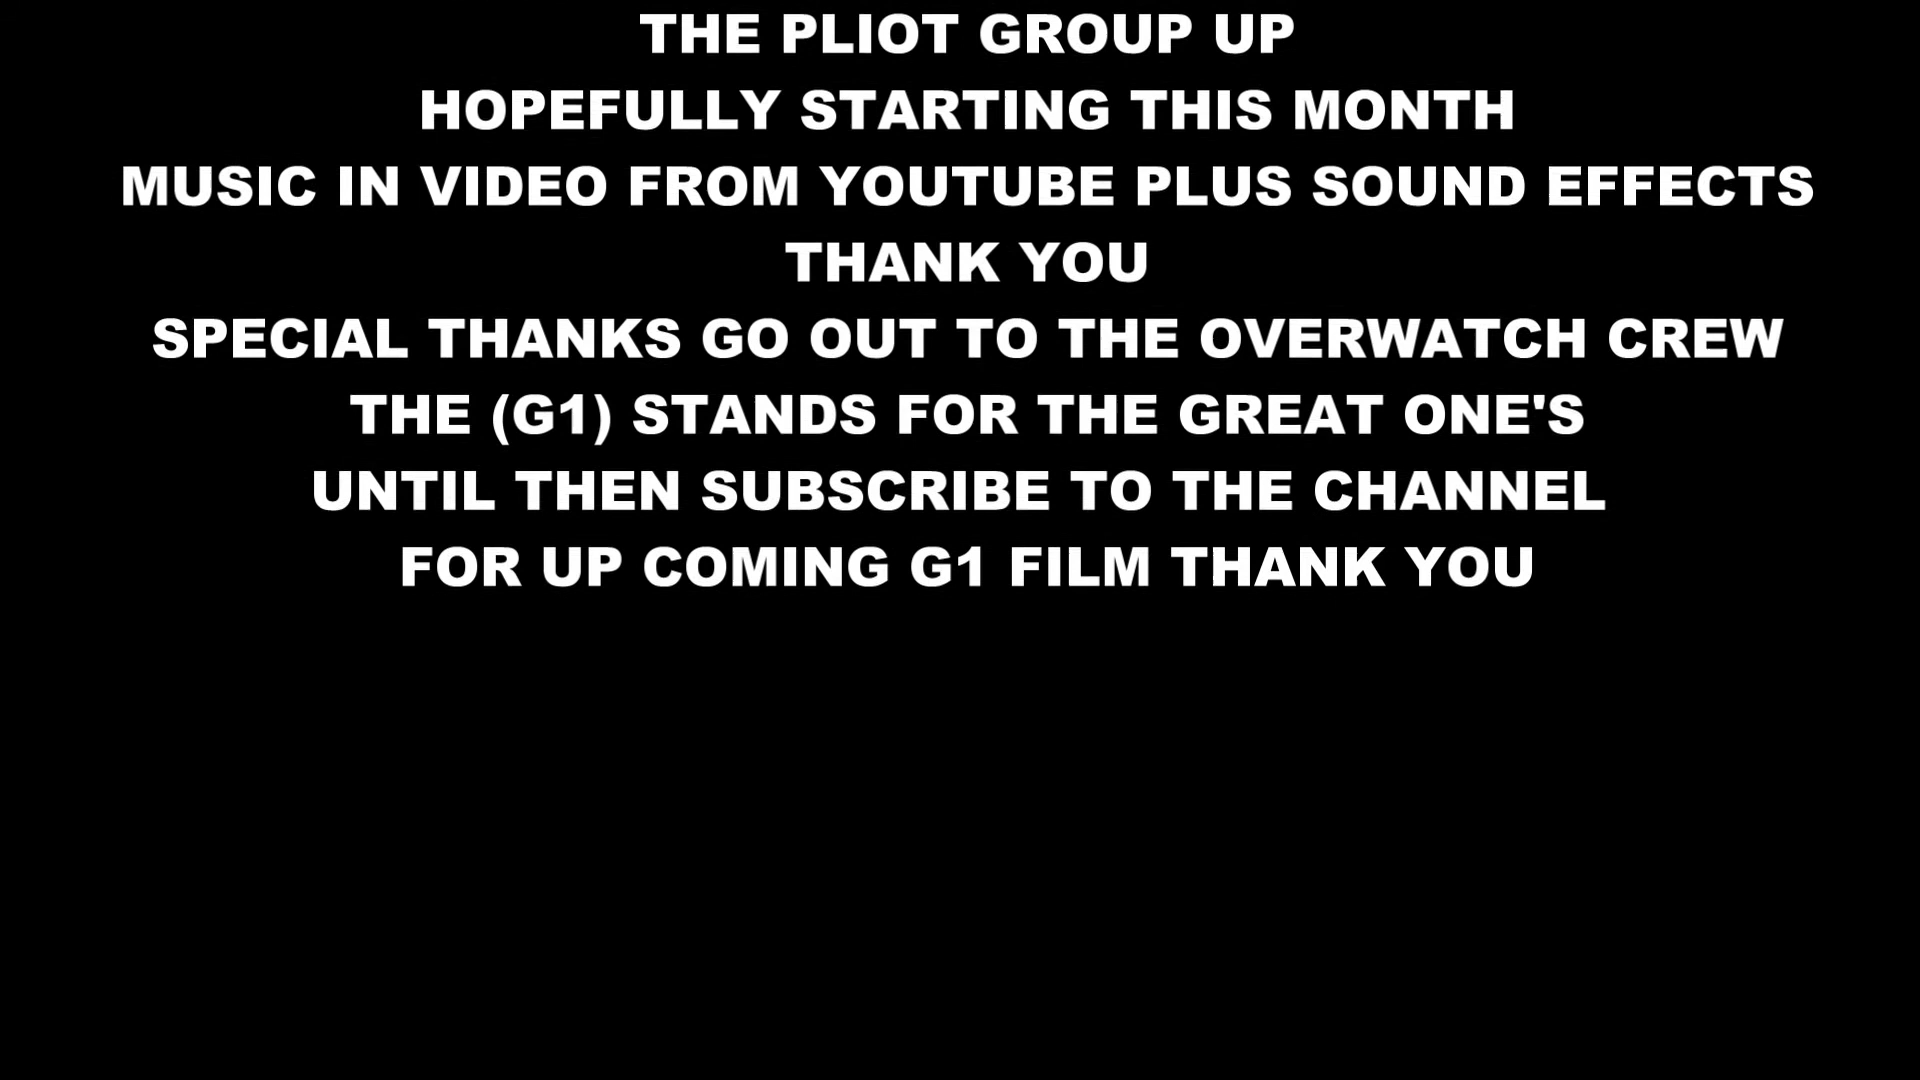 THE PLIOT GROUP UP
HOPEFULLY STARTING THIS MONTH
MUSIC IN VIDEO FROM YOUTUBE PLUS SOUND EFFECTS
THANK YOU
SPECIAL THANKS GO OUT TO THE OVERWATCH CREW
THE (G1) STANDS FOR THE GREAT ONE'S
UNTIL THEN SUBSCRIBE TO THE CHANNEL
FOR UP COMING G1 FILM THANK YOU